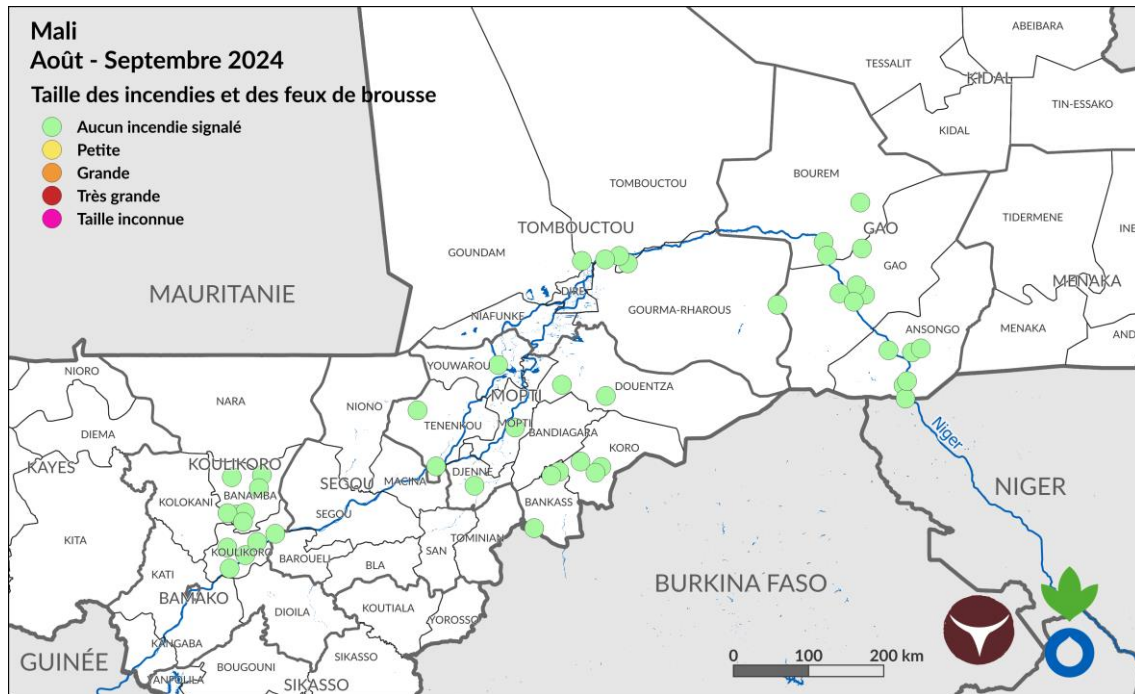 Mali
Août - Septembre 2024
Taille des incendies et des feux de brousse
Aucun incendie signalé
Petite
Grande
Très grande
Taille inconnue
ABEIBARA
TESSALIT
KIDAL
TIN-ESSAKO
KIDAL
BOUREM
TOMBOUCTOU
TIDERMENE
TOMBOUCTOU
GAO
GOUNDAM
GAO
MENAKA
MAURITANIE
DIRE
GOURMA-RHAROUS
NIAFUNKE
ANSONGO
MENAKA
YOUWAROU
NIORO
DOUENTZA
NARA
NIONO
MOPTI
TENENKOU
MOPTI
BANDIAGARA
DIEMA
Niger
KORO
KAYES
KOULIKORO
SEGOU
MACINA
DJENNE
NIGER
BANAMBA
KOLOKANI
BANKASS
SEGOU
KITA
KOULIKORO
TOMINIAN
BAROUELI
SAN
BLA
KATI
BURKINA FASO
BAMAKO
DIOILA
KOUTIALA
YOROSSO
KANGABA
GUINÉE
BOUGOUNI
SIKASSO
SIKASSO
0
100
200 km